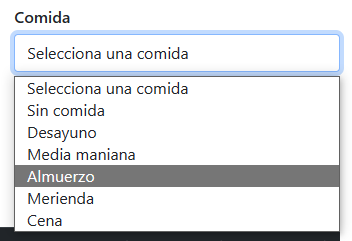 Comida
Selecciona una comida
Selecciona una comida
Sin comida
Desayuno
Media maniana
Almuerzo
Merienda
Cena